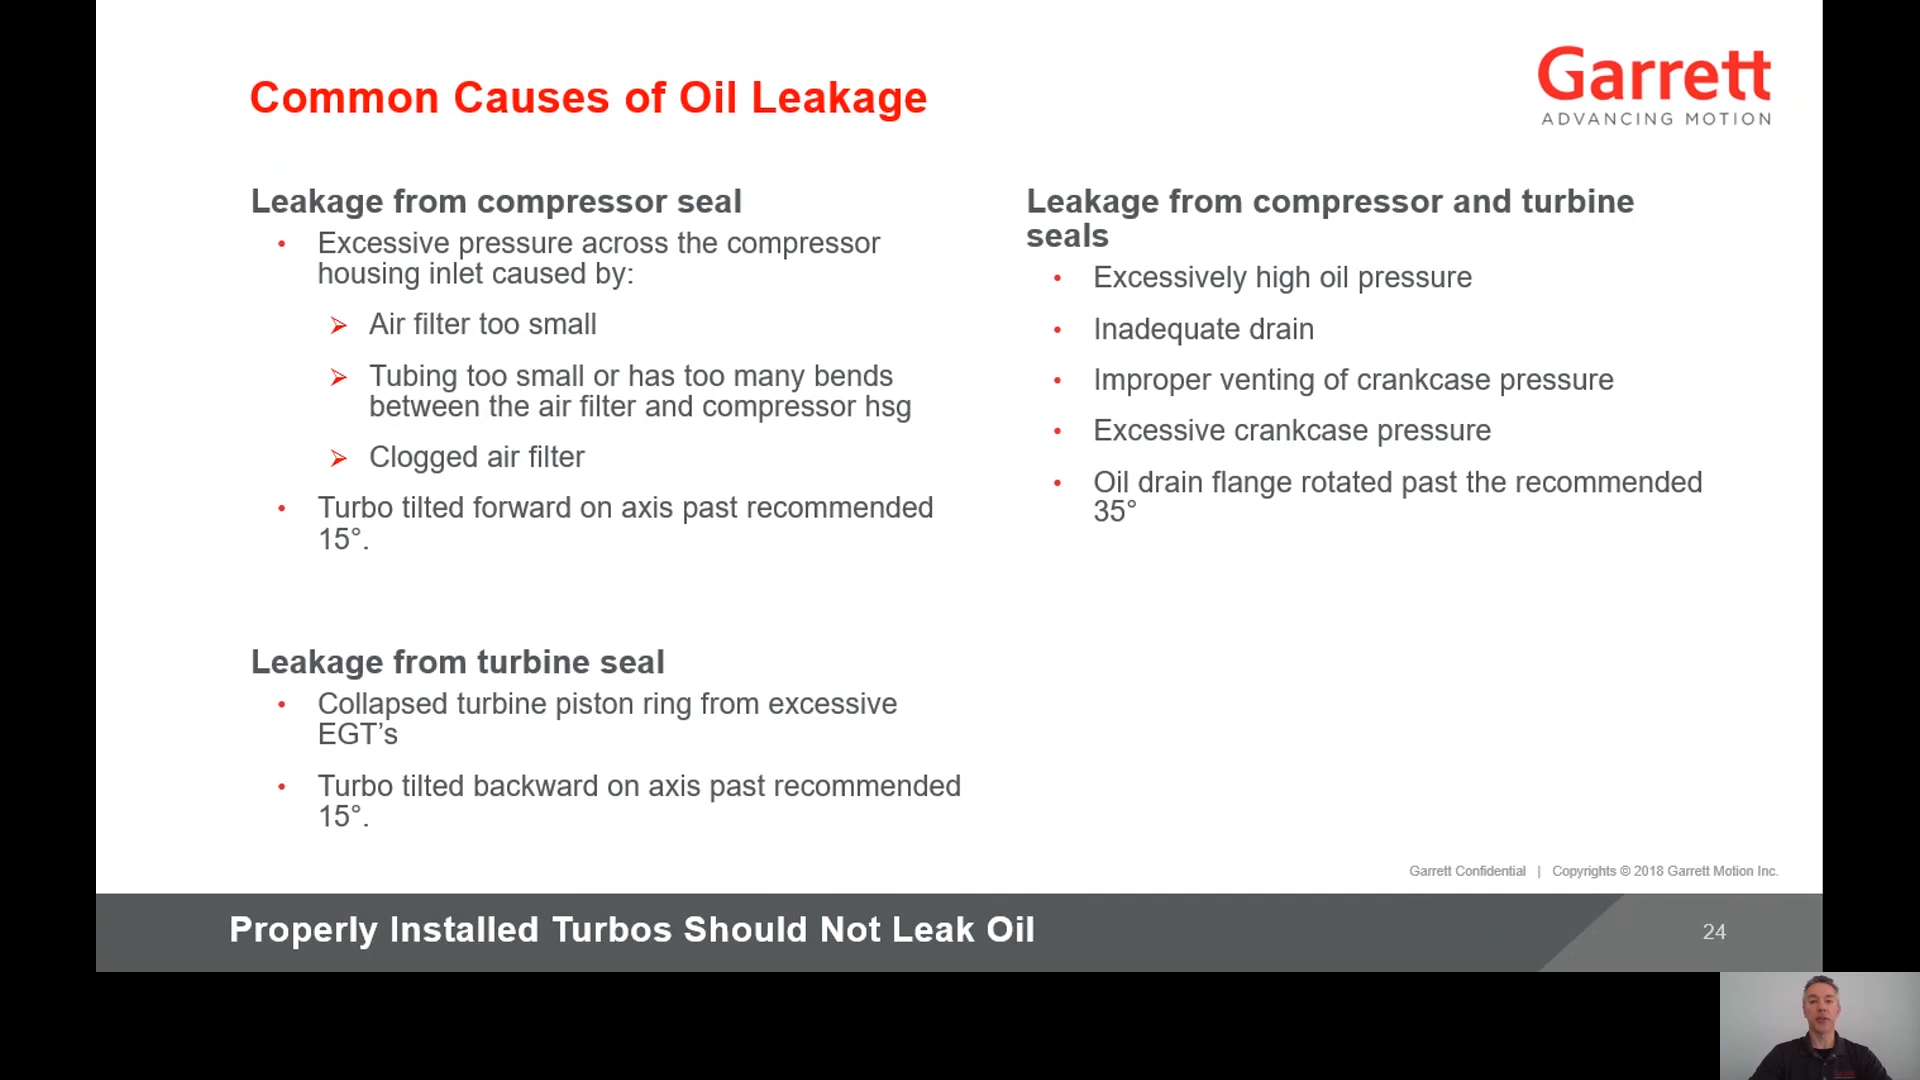 Common Causes of Oil Leakage
Garrett
ADVANCING MOTION
Leakage from compressor seal
• Excessive pressure across the compressor
housing inlet caused by:
➢ Air filter too small
➢ Tubing too small or has too many bends
between the air filter and compressor hsg
➢ Clogged air filter
• Turbo tilted forward on axis past recommended
15°.
Leakage from turbine seal
• Collapsed turbine piston ring from excessive
EGT’s
• Turbo tilted backward on axis past recommended
15°.
Leakage from compressor and turbine
seals
• Excessively high oil pressure
• Inadequate drain
• Improper venting of crankcase pressure
• Excessive crankcase pressure
• Oil drain flange rotated past the recommended
35°
Garrett Confidential | Copyrights © 2018 Garrett Motion Inc.
Properly Installed Turbos Should Not Leak Oil
24